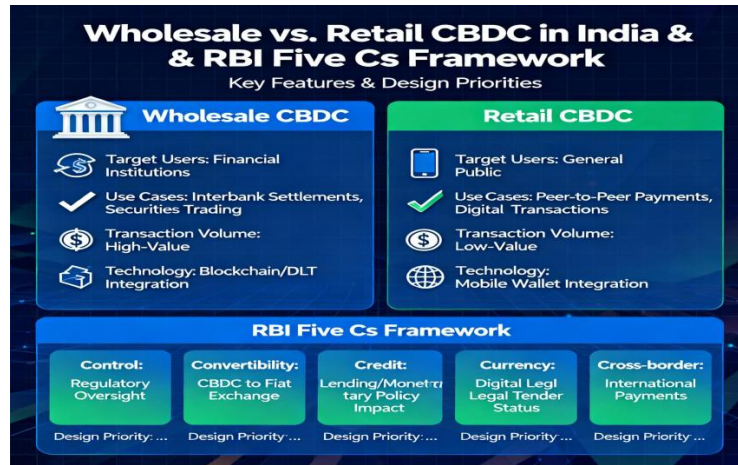 Wholesale vs. Retail CBDC in India &
& RBI Five Cs Framework
Key Features & Design Priorities
Wholesale CBDC
Target Users: Financial
Institutions
Use Cases: Interbank Settlements,
Securities Trading
Transaction Volume:
High-Value
Technology: Blockchain/DLT
Integration
Retail CBDC
Target Users: General
Public
Use Cases: Peer-to-Peer Payments,
Digital Transactions
Transaction Volume:
Low-Value
Technology:
Mobile Wallet Integration
RBI Five Cs Framework
Control:
Regulatory
Oversight
Design Priority:...
Convertibility:
CBDC to Fiat
Exchange
Design Priority:...
Credit:
tary Policy
Impact
Design Priority:...
Currency:
Digital Legl
Legal Tender
Status
Design Priority:...
Cross-border:
International
Payments
Design Priority...